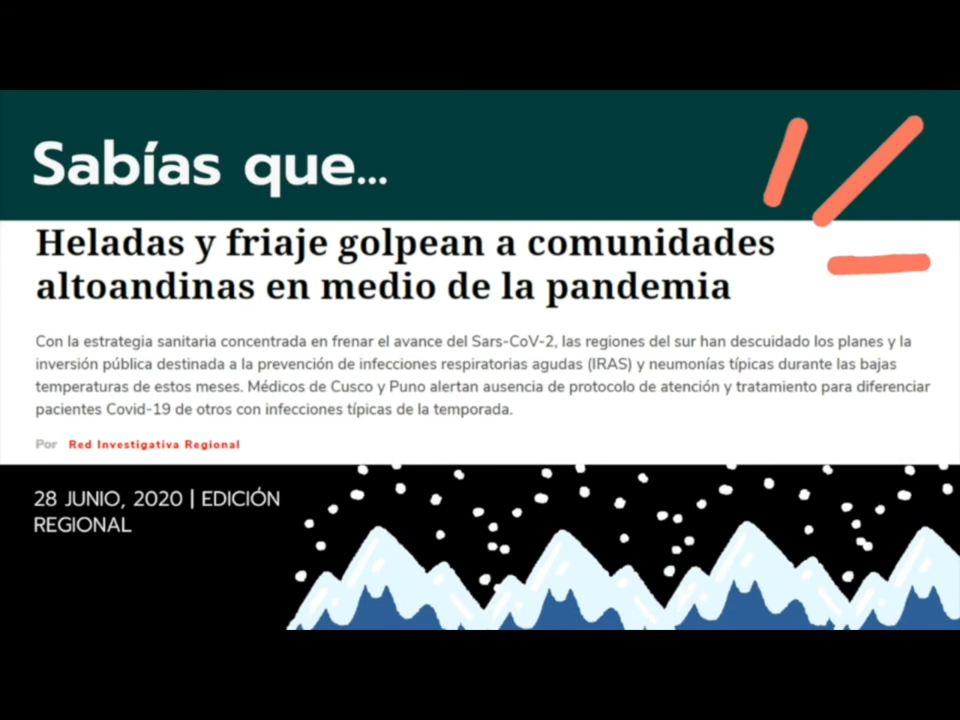 Sabías que...
Heladas y friaje golpean a comunidades
altoandinas en medio de la pandemia
Con la estrategia sanitaria concentrada en frenar el avance del Sars-CoV-2, las regiones del sur han descuidado los planes y la
inversión pública destinada a la prevención de infecciones respiratorias agudas (IRAS) y neumonías típicas durante las bajas
temperaturas de estos meses. Médicos de Cusco y Puno alertan ausencia de protocolo de atención y tratamiento para diferenciar
pacientes Covid-19 de otros con infecciones típicas de la temporada.
Por Red Investigativa Regional
28 JUNIO, 2020 | EDICIÓN
REGIONAL